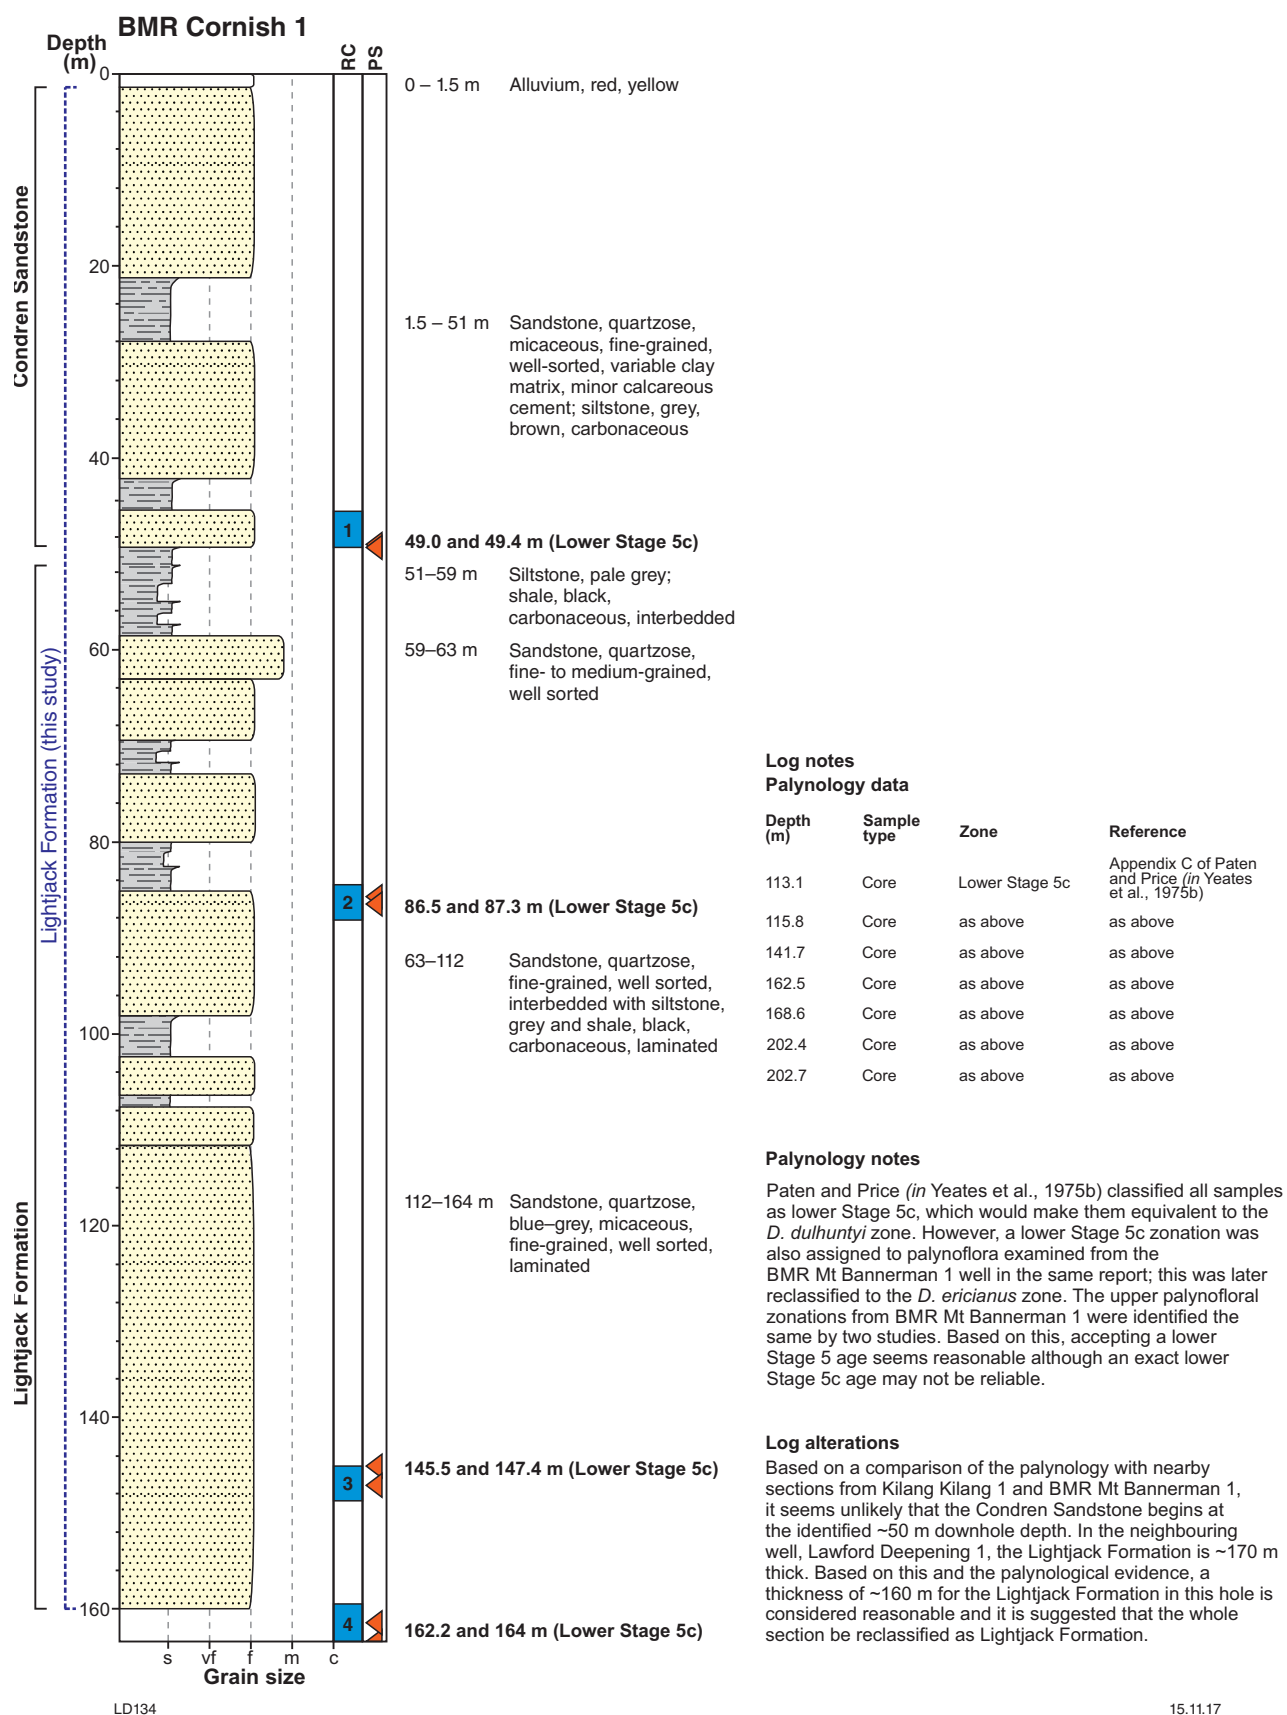 BMR Cornish 1
Depth
(m)
RC
PS
0
20
40
60
80
100
120
140
160
Condren Sandstone
Lightjack Formation (this study)
Lightjack Formation
1
2
3
4
s vf f m c
Grain size
0 – 1.5 m Alluvium, red, yellow
1.5 – 51 m Sandstone, quartzose,
micaceous, fine-grained,
well-sorted, variable clay
matrix, minor calcareous
cement; siltstone, grey,
brown, carbonaceous
49.0 and 49.4 m (Lower Stage 5c)
51–59 m Siltstone, pale grey;
shale, black,
carbonaceous, interbedded
59–63 m Sandstone, quartzose,
fine- to medium-grained,
well sorted
86.5 and 87.3 m (Lower Stage 5c)
63–112 Sandstone, quartzose,
fine-grained, well sorted,
interbedded with siltstone,
grey and shale, black,
carbonaceous, laminated
112–164 m Sandstone, quartzose,
blue–grey, micaceous,
fine-grained, well sorted,
laminated
145.5 and 147.4 m (Lower Stage 5c)
162.2 and 164 m (Lower Stage 5c)
Log notes
Palynology data
Depth
(m)
Sample
type
Zone
Reference
113.1 Core Lower Stage 5c
Appendix C of Paten
and Price (in Yeates
et al., 1975b)
115.8 Core as above as above
141.7 Core as above as above
162.5 Core as above as above
168.6 Core as above as above
202.4 Core as above as above
202.7 Core as above as above
Palynology notes
Paten and Price (in Yeates et al., 1975b) classified all samples
as lower Stage 5c, which would make them equivalent to the
D. dulhuntyi zone. However, a lower Stage 5c zonation was
also assigned to palynoflora examined from the
BMR Mt Bannerman 1 well in the same report; this was later
reclassified to the D. ericianus zone. The upper palynofloral
zonations from BMR Mt Bannerman 1 were identified the
same by two studies. Based on this, accepting a lower
Stage 5 age seems reasonable although an exact lower
Stage 5c age may not be reliable.
Log alterations
Based on a comparison of the palynology with nearby
sections from Kilang Kilang 1 and BMR Mt Bannerman 1,
it seems unlikely that the Condren Sandstone begins at
the identified ~50 m downhole depth. In the neighbouring
well, Lawford Deepening 1, the Lightjack Formation is ~170 m
thick. Based on this and the palynological evidence, a
thickness of ~160 m for the Lightjack Formation in this hole is
considered reasonable and it is suggested that the whole
section be reclassified as Lightjack Formation.
LD134
15.11.17